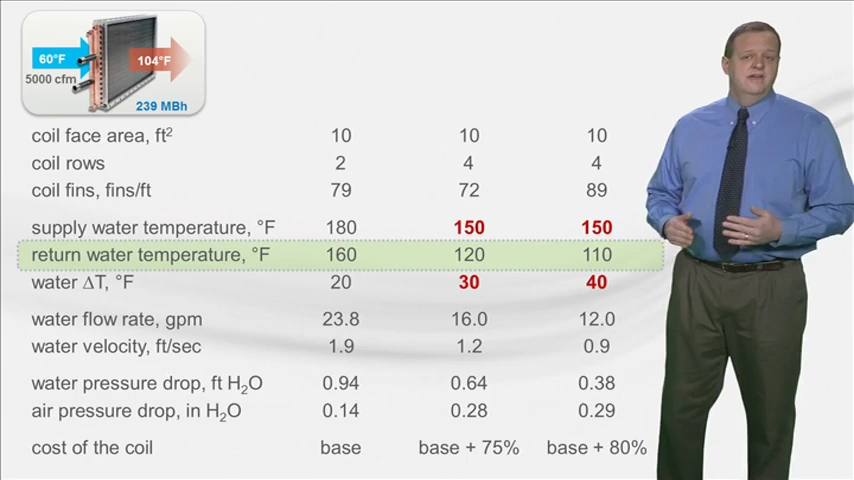 60°F
104°F
5000 cfm
239 MBh
coil face area, ft² 10 10 10
coil rows 2 4 4
coil fins, fins/ft 79 72 89
supply water temperature, °F 180 150 150
return water temperature, °F 160 120 110
water ΔT, °F 20 30 40
water flow rate, gpm 23.8 16.0 12.0
water velocity, ft/sec 1.9 1.2 0.9
water pressure drop, ft H₂O 0.94 0.64 0.38
air pressure drop, in H₂O 0.14 0.28 0.29
cost of the coil base base + 75% base + 80%